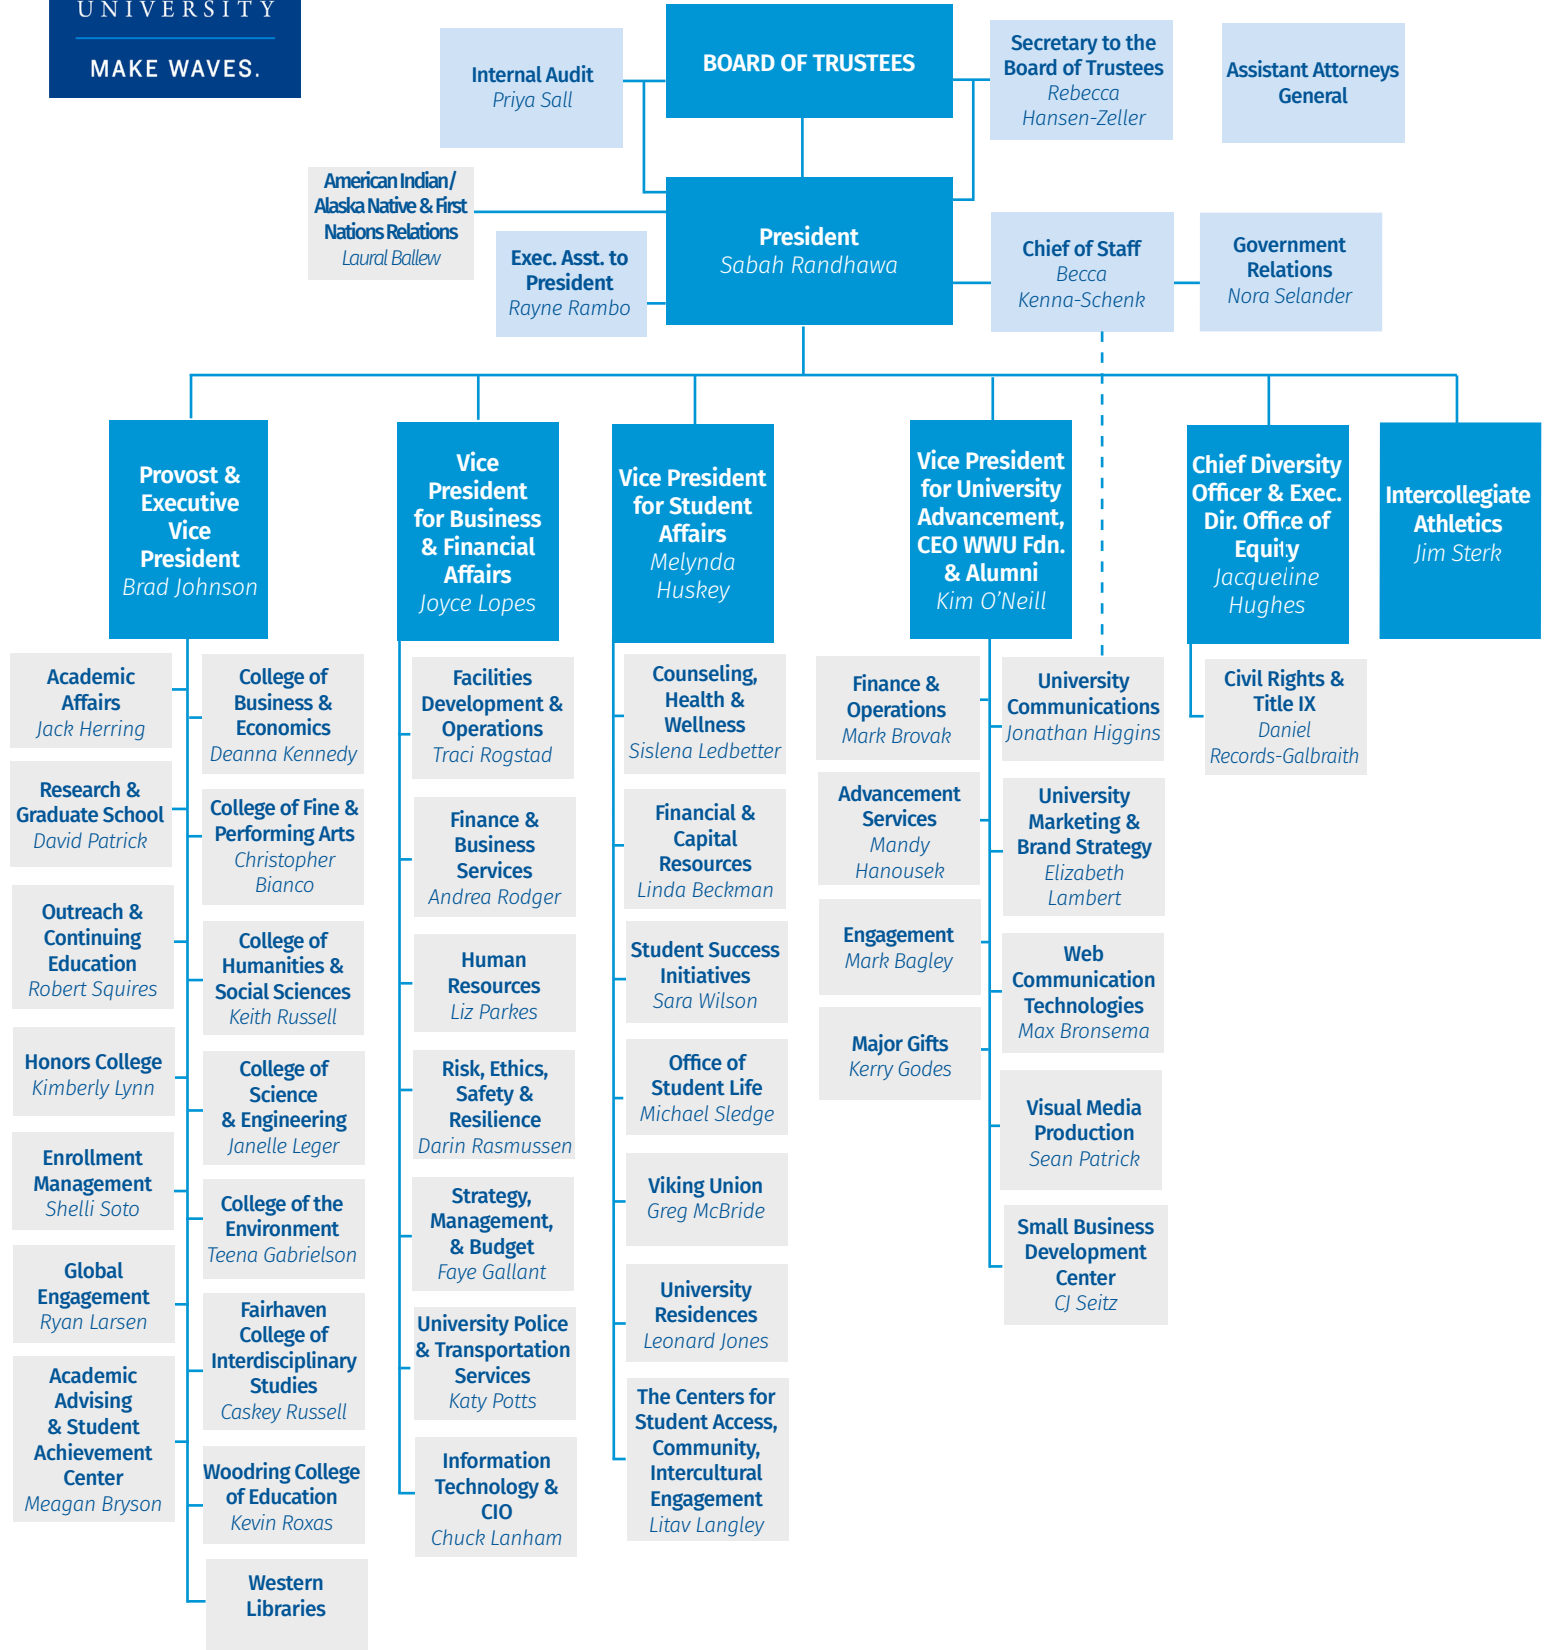 UNIVERSITY
MAKE WAVES.
BOARD OF TRUSTEES
Internal Audit
Priya Sall
Secretary to the
Board of Trustees
Rebecca
Hansen-Zeller
Assistant Attorneys
General
American Indian/
Alaska Native & First
Nations Relations
Laural Ballew
Exec. Asst. to
President
Rayne Rambo
President
Sabah Randhawa
Chief of Staff
Becca
Kenna-Schenk
Government
Relations
Nora Selander
Provost &
Executive
Vice
President
Brad Johnson
Vice
President
for Business
& Financial
Affairs
Joyce Lopes
Vice President
for Student
Affairs
Melynda
Huskey
Vice President
for University
Advancement,
CEO WWU Fdn.
& Alumni
Kim O’Neill
Chief Diversity
Officer & Exec.
Dir. Office of
Equity
Jacqueline
Hughes
Intercollegiate
Athletics
Jim Sterk
Academic
Affairs
Jack Herring
Research &
Graduate School
David Patrick
Outreach &
Continuing
Education
Robert Squires
Honors College
Kimberly Lynn
Enrollment
Management
Shelli Soto
Global
Engagement
Ryan Larsen
Academic
Advising
& Student
Achievement
Center
Meagan Bryson
College of
Business &
Economics
Deanna Kennedy
College of Fine &
Performing Arts
Christopher
Bianco
College of
Humanities &
Social Sciences
Keith Russell
College of
Science
& Engineering
Janelle Leger
College of the
Environment
Teena Gabrielson
Fairhaven
College of
Interdisciplinary
Studies
Caskey Russell
Woodring College
of Education
Kevin Roxas
Western
Libraries
Facilities
Development &
Operations
Traci Rogstad
Finance &
Business
Services
Andrea Rodger
Human
Resources
Liz Parkes
Risk, Ethics,
Safety &
Resilience
Darin Rasmussen
Strategy,
Management,
& Budget
Faye Gallant
University Police
& Transportation
Services
Katy Potts
Information
Technology &
CIO
Chuck Lanham
Counseling,
Health &
Wellness
Sislena Ledbetter
Financial &
Capital
Resources
Linda Beckman
Student Success
Initiatives
Sara Wilson
Office of
Student Life
Michael Sledge
Viking Union
Greg McBride
University
Residences
Leonard Jones
The Centers for
Student Access,
Community,
Intercultural
Engagement
Litav Langley
Finance &
Operations
Mark Brovak
Advancement
Services
Mandy
Hanousek
Engagement
Mark Bagley
Major Gifts
Kerry Godes
University
Communications
Jonathan Higgins
University
Marketing &
Brand Strategy
Elizabeth
Lambert
Web
Communication
Technologies
Max Bronsema
Visual Media
Production
Sean Patrick
Small Business
Development
Center
CJ Seitz
Civil Rights &
Title IX
Daniel
Records-Galbraith